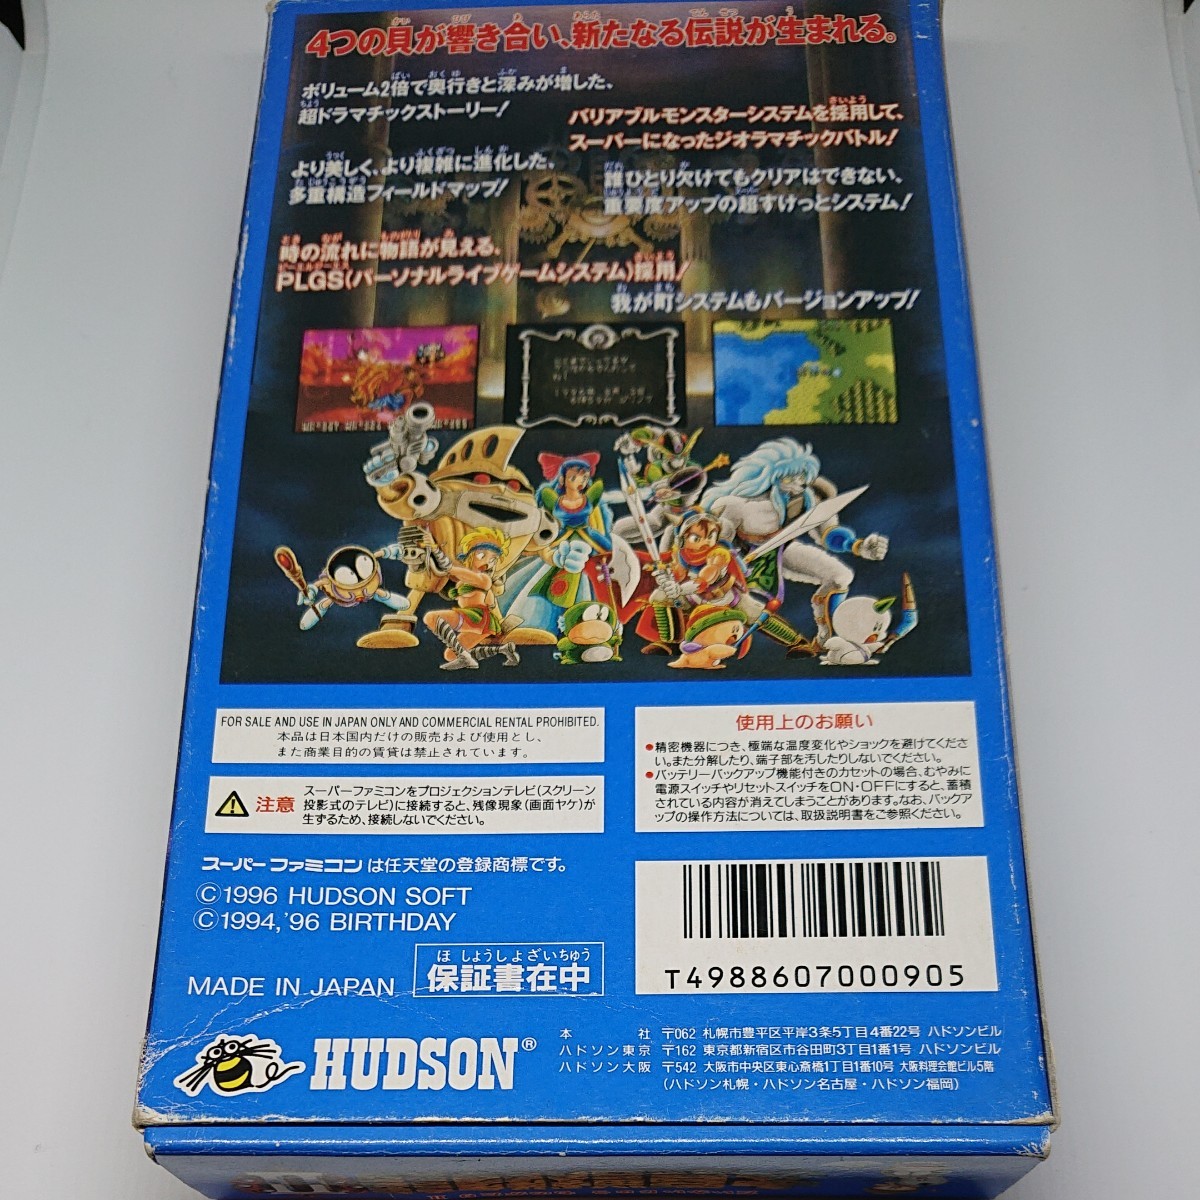 4つの貝が響き合い、新たなる伝説が生まれる。
ボリューム2倍で奥行きと深みが増した、
超ドラマチックストーリー!
バリアブルモンスターシステムを採用して、
スーパーになったジオラマチックバトル!
より美しく、より複雑に進化した、
多重構造フィールドマップ!
誰ひとり欠けてもクリアはできない、
重要度アップの超すけっとシステム!
時の流れに物語が見える、
PLGS(パーソナルライブゲームシステム)採用!
我が町システムもバージョンアップ!
FOR SALE AND USE IN JAPAN ONLY AND COMMERCIAL RENTAL PROHIBITED.
本品は日本国内だけの販売および使用とし、
また商業目的の賃貸は禁止されています。
注意
スーパーファミコンをプロジェクションテレビ(スクリーン
投影式のテレビ)に接続すると、残像現象(画面ヤケ)が
生ずるため、接続しないでください。
使用上のお願い
●精密機器につき、極端な温度変化やショックを避けてくださ
い。また分解したり、端子部を汚したりしないでください。
●バッテリーバックアップ機能付きのカセットの場合、むやみに
電源スイッチやリセットスイッチをON・OFFにすると、蓄積
されている内容が消えてしまうことがあります。なお、バックア
ップの操作方法については、取扱説明書をご参照ください。
スーパーファミコンは任天堂の登録商標です。
©1996 HUDSON SOFT
©1994,'96 BIRTHDAY
MADE IN JAPAN
ほしょうしょざいちゅう
保証書在中
T4988607000905
HUDSON®
本社 〒062 札幌市豊平区平岸3条5丁目4番22号 ハドソンビル
ハドソン東京 〒162 東京都新宿区市谷田町3丁目1番1号 ハドソンビル
ハドソン大阪 〒542 大阪市中央区東心斎橋1丁目1番10号 大阪料理会館ビル5階
(ハドソン札幌・ハドソン名古屋・ハドソン福岡)